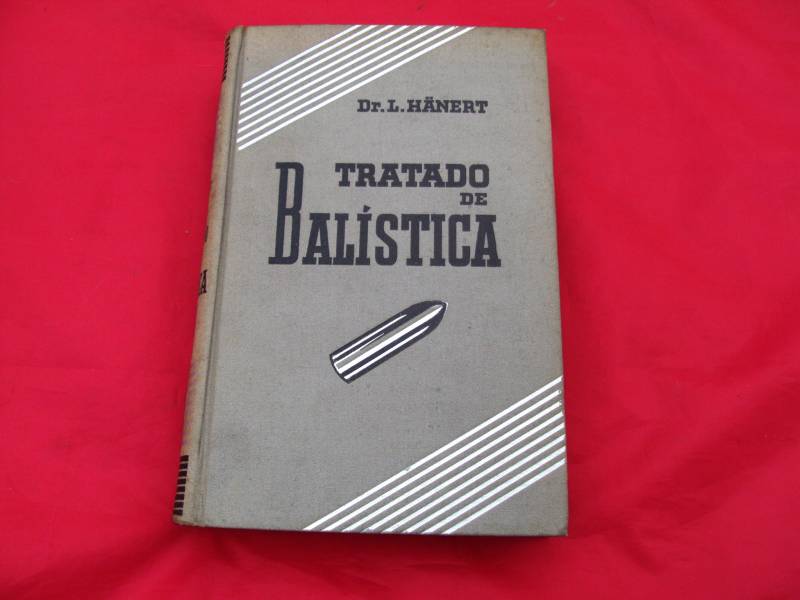 Dr. L. HÄNERT
TRATADO
DE
BALÍSTICA